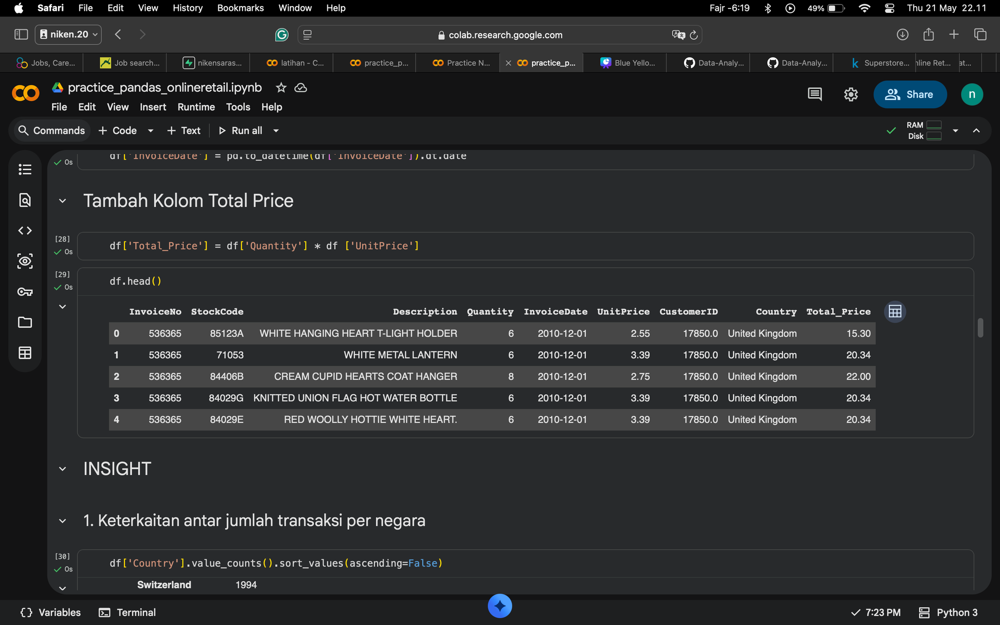 Safari File Edit View History Bookmarks Window Help Fajr -6:19 49% Thu 21 May 22.11
niken.20 colab.research.google.com
Jobs, Care... Job search... nikensaras... latihan - C... practice_p... Practice N... practice_p... Blue Yello... Data-Analy... Data-Analy... Superstore... nline Ret... at...
practice_pandas_onlineretail.ipynb
File Edit View Insert Runtime Tools Help
Share n
Commands + Code + Text Run all RAM
Disk
0s df['InvoiceDate'] = pd.to_datetime(df['InvoiceDate']).dt.date
Tambah Kolom Total Price
[28]
0s df['Total_Price'] = df['Quantity'] * df ['UnitPrice']
[29]
0s df.head()
InvoiceNo StockCode Description Quantity InvoiceDate UnitPrice CustomerID Country Total_Price
0 536365 85123A WHITE HANGING HEART T-LIGHT HOLDER 6 2010-12-01 2.55 17850.0 United Kingdom 15.30
1 536365 71053 WHITE METAL LANTERN 6 2010-12-01 3.39 17850.0 United Kingdom 20.34
2 536365 84406B CREAM CUPID HEARTS COAT HANGER 8 2010-12-01 2.75 17850.0 United Kingdom 22.00
3 536365 84029G KNITTED UNION FLAG HOT WATER BOTTLE 6 2010-12-01 3.39 17850.0 United Kingdom 20.34
4 536365 84029E RED WOOLLY HOTTIE WHITE HEART. 6 2010-12-01 3.39 17850.0 United Kingdom 20.34
INSIGHT
1. Keterkaitan antar jumlah transaksi per negara
[30]
0s df['Country'].value_counts().sort_values(ascending=False)
Switzerland 1994
{} Variables Terminal 7:23 PM Python 3